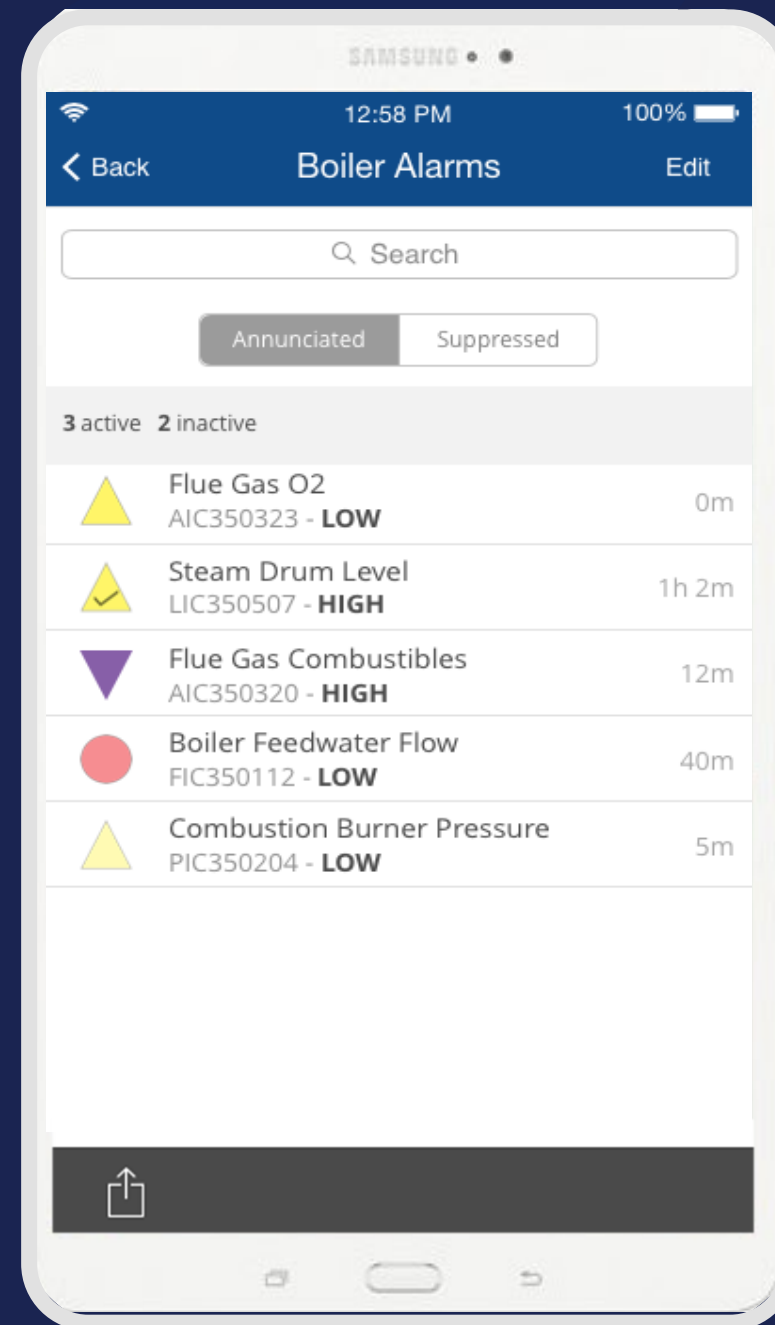 SAMSUNG
12:58 PM 100%
Back Boiler Alarms Edit
Search
Annunciated Suppressed
3 active 2 inactive
Flue Gas O2
AIC350323 - LOW 0m
Steam Drum Level
LIC350507 - HIGH 1h 2m
Flue Gas Combustibles
AIC350320 - HIGH 12m
Boiler Feedwater Flow
FIC350112 - LOW 40m
Combustion Burner Pressure
PIC350204 - LOW 5m